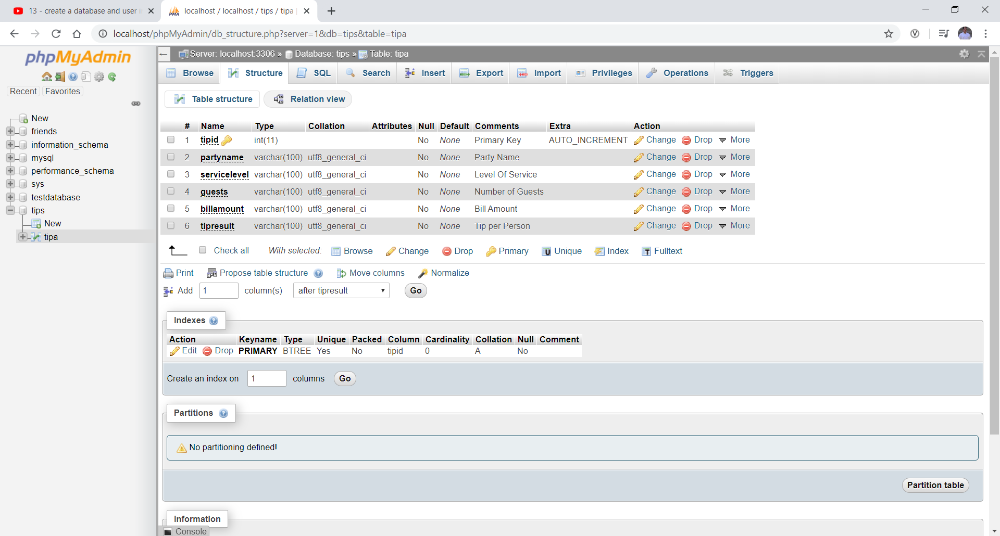 13 - create a database and user i
localhost / localhost / tips / tipa
localhost/phpMyAdmin/db_structure.php?server=1&db=tips&table=tipa
phpMyAdmin
Recent Favorites
New
friends
information_schema
mysql
performance_schema
sys
testdatabase
tips
New
tipa
Server: localhost:3306 » Database: tips » Table: tipa
Browse Structure SQL Search Insert Export Import Privileges Operations Triggers
Table structure Relation view
# Name Type Collation Attributes Null Default Comments Extra Action
1 tipid int(11) No None Primary Key AUTO_INCREMENT Change Drop More
2 partyname varchar(100) utf8_general_ci No None Party Name Change Drop More
3 servicelevel varchar(100) utf8_general_ci No None Level Of Service Change Drop More
4 guests varchar(100) utf8_general_ci No None Number of Guests Change Drop More
5 billamount varchar(100) utf8_general_ci No None Bill Amount Change Drop More
6 tipresult varchar(100) utf8_general_ci No None Tip per Person Change Drop More
Check all With selected: Browse Change Drop Primary Unique Index Fulltext
Print Propose table structure Move columns Normalize
Add 1 column(s) after tipresult Go
Indexes
Action Keyname Type Unique Packed Column Cardinality Collation Null Comment
Edit Drop PRIMARY BTREE Yes No tipid 0 A No
Create an index on 1 columns Go
Partitions
No partitioning defined!
Partition table
Information
Console